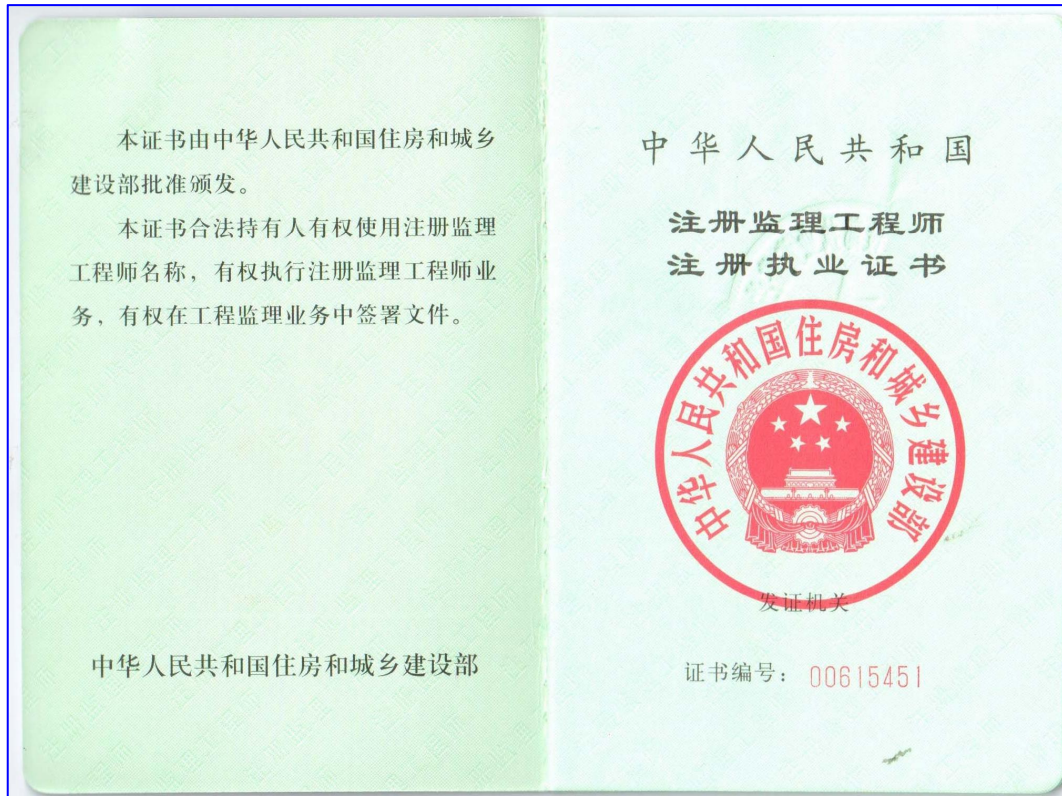 本证书由中华人民共和国住房和城乡
建设部批准颁发。
本证书合法持有人有权使用注册监理
工程师名称，有权执行注册监理工程师业
务，有权在工程监理业务中签署文件。
中华人民共和国住房和城乡建设部
中华人民共和国
注册监理工程师
注册执业证书
中华人民共和国住房和城乡建设部
发证机关
证书编号：00615451